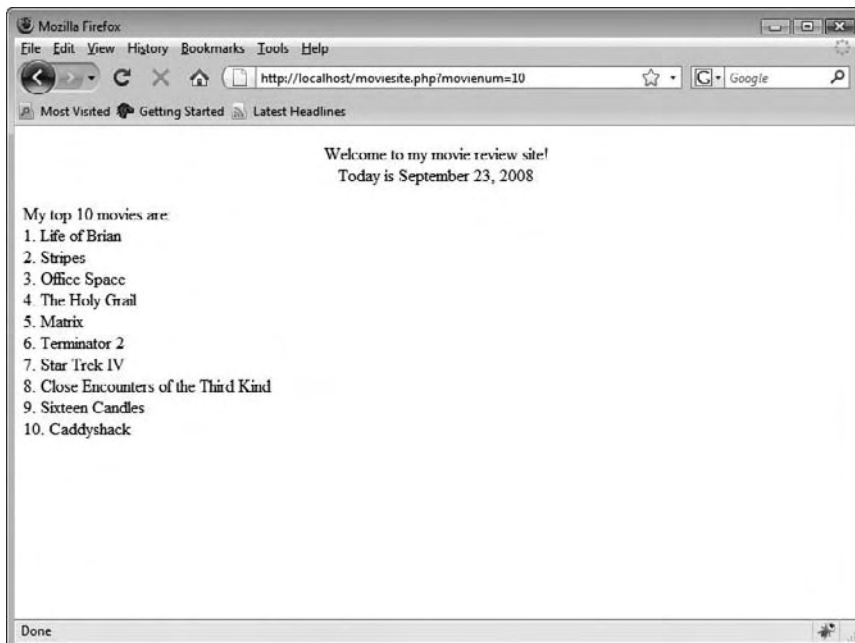 Mozilla Firefox
File Edit View History Bookmarks Tools Help
http://localhost/moviesite.php?movienum=10
G Google
Most Visited Getting Started Latest Headlines
Welcome to my movie review site!
Today is September 23, 2008
My top 10 movies are:
1. Life of Brian
2. Stripes
3. Office Space
4. The Holy Grail
5. Matrix
6. Terminator 2
7. Star Trek IV
8. Close Encounters of the Third Kind
9. Sixteen Candles
10. Caddyshack
Done